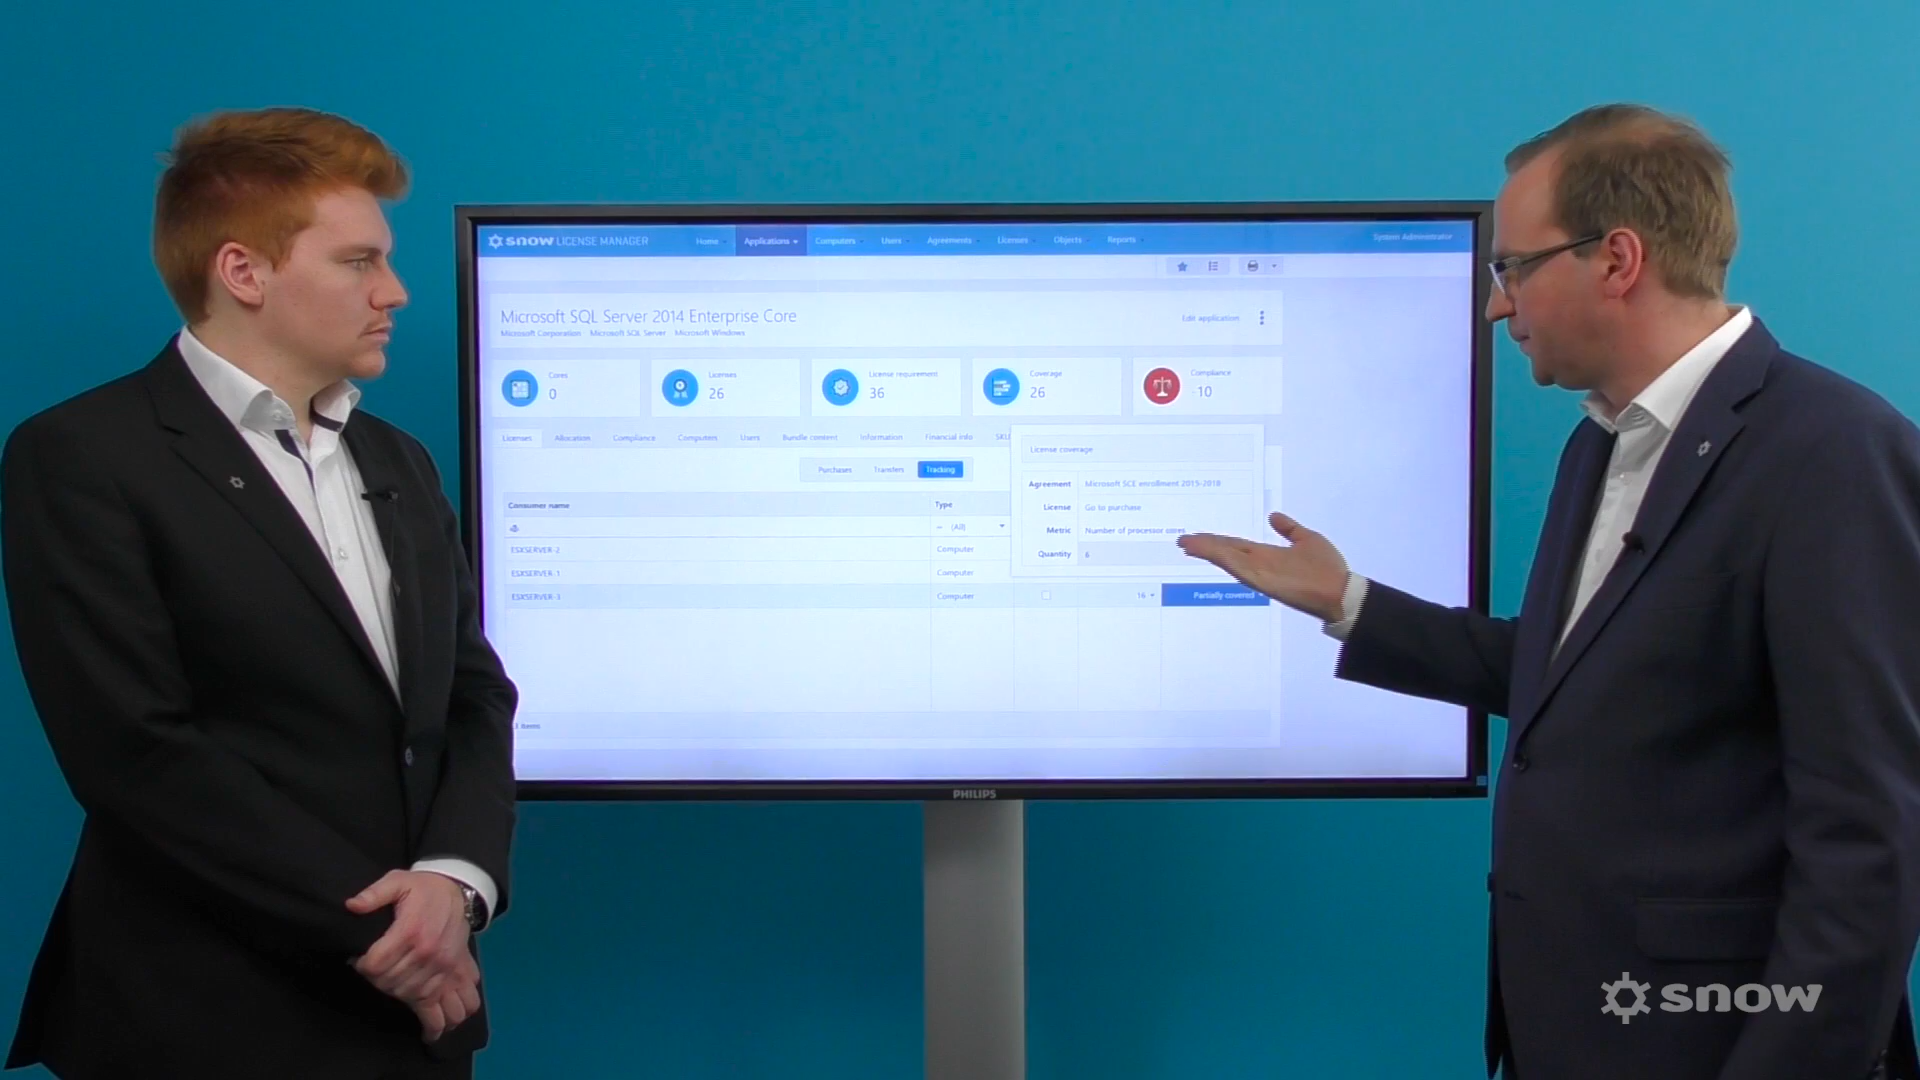 snow LICENSE MANAGER Home Applications Computers Users Agreements Licenses Objects Reports System Administrator
Microsoft SQL Server 2014 Enterprise Core
Edit application
Microsoft Corporation Microsoft SQL Server Microsoft Windows
Cores
0
Licenses
26
License requirement
36
Coverage
26
Compliance
-10
Licenses Allocation Compliance Computers Users Bundle content Information Financial info SKU
Purchases Transfers Tracking
License coverage
Agreement Microsoft SCE enrollment 2015-2018
License Go to purchase
Metric Number of processor cores
Quantity 6
Consumer name Type
(All)
ESXSERVER-2 Computer
ESXSERVER-1 Computer
ESXSERVER-3 Computer 16 Partially covered
items
PHILIPS
snow